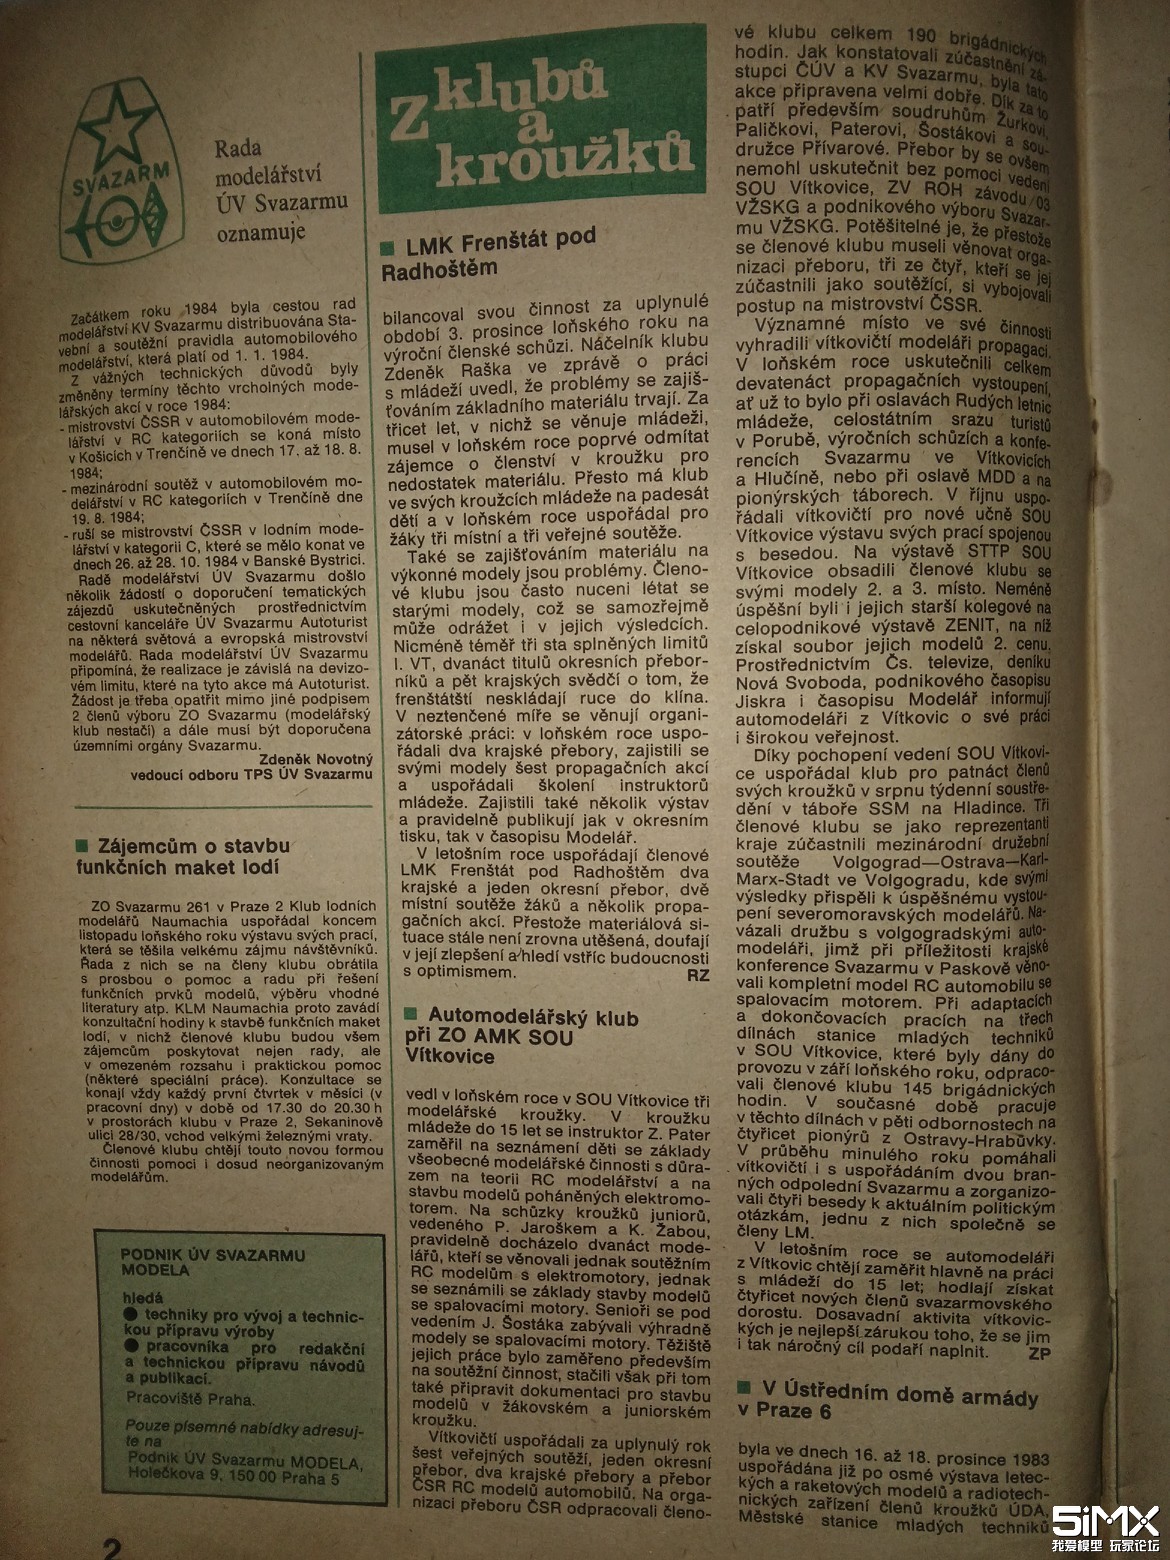 SVAZARM
Rada
modelářství
ÚV Svazarmu
oznamuje
Začátkem roku 1984 byla cestou rad
modelářství KV Svazarmu distribuována Sta-
vební a soutěžní pravidla automobilového
modelářství, která platí od 1. 1. 1984.
Z vážných technických důvodů byly
změněny termíny těchto vrcholných mode-
lářských akcí v roce 1984:
- mistrovství ČSSR v automobilovém mode-
lářství v RC kategoriích se koná místo
v Košicích v Trenčíně ve dnech 17. až 18. 8.
1984;
- mezinárodní soutěž v automobilovém mo-
delářství v RC kategoriích v Trenčíně dne
19. 8. 1984;
- ruší se mistrovství ČSSR v lodním mode-
lářství v kategorii C, které se mělo konat ve
dnech 26. až 28. 10. 1984 v Banské Bystrici.
Radě modelářství ÚV Svazarmu došlo
několik žádostí o doporučení tematických
zájezdů uskutečněných prostřednictvím
cestovní kanceláře ÚV Svazarmu Autoturist
na některá světová a evropská mistrovství
modelářů. Rada modelářství ÚV Svazarmu
připomíná, že realizace je závislá na devizo-
vém limitu, které na tyto akce má Autoturist.
Žádost je třeba opatřit mimo jiné podpisem
2 členů výboru ZO Svazarmu (modelářský
klub nestačí) a dále musí být doporučena
územními orgány Svazarmu.
Zdeněk Novotný
vedoucí odboru TPS ÚV Svazarmu
■ Zájemcům o stavbu
funkčních maket lodí
ZO Svazarmu 261 v Praze 2 Klub lodních
modelářů Naumachia uspořádal koncem
listopadu loňského roku výstavu svých prací,
která se těšila velkému zájmu návštěvníků.
Řada z nich se na členy klubu obrátila
s prosbou o pomoc a radu při řešení
funkčních prvků modelů, výběru vhodné
literatury atp. KLM Naumachia proto zavádí
konzultační hodiny k stavbě funkčních maket
lodí, v nichž členové klubu budou všem
zájemcům poskytovat nejen rady, ale
v omezeném rozsahu i praktickou pomoc
(některé speciální práce). Konzultace se
konají vždy každý první čtvrtek v měsíci (v
pracovní dny) v době od 17.30 do 20.30 h
v prostorách klubu v Praze 2, Sekaninově
ulici 28/30, vchod velkými železnými vraty.
Členové klubu chtějí touto novou formou
činnosti pomoci i dosud neorganizovaným
modelářům.
PODNIK ÚV SVAZARMU
MODELA
hledá
● techniky pro vývoj a technic-
kou přípravu výroby
● pracovníka pro redakční
a technickou přípravu návodů
a publikací.
Pracoviště Praha.
Pouze písemné nabídky adresuj-
te na
Podnik ÚV Svazarmu MODELA,
Holečkova 9, 150 00 Praha 5
2
z klubů
a
kroužků
■ LMK Frenštát pod
Radhoštěm
bilancoval svou činnost za uplynulé
období 3. prosince loňského roku na
výroční členské schůzi. Náčelník klubu
Zdeněk Raška ve zprávě o práci
s mládeží uvedl, že problémy se zajiš-
ťováním základního materiálu trvají. Za
třicet let, v nichž se věnuje mládeži,
musel v loňském roce poprvé odmítat
zájemce o členství v kroužku pro
nedostatek materiálu. Přesto má klub
ve svých kroužcích mládeže na padesát
dětí a v loňském roce uspořádal pro
žáky tři místní a tři veřejné soutěže.
Také se zajišťováním materiálu na
výkonné modely jsou problémy. Členo-
vé klubu jsou často nuceni létat se
starými modely, což se samozřejmě
může odrážet i v jejich výsledcích.
Nicméně téměř tři sta splněných limitů
I. VT, dvanáct titulů okresních přebor-
níků a pět krajských svědčí o tom, že
frenštátští neskládají ruce do klína.
V neztenčené míře se věnují organi-
zátorské práci: v loňském roce uspo-
řádali dva krajské přebory, zajistili se
svými modely šest propagačních akcí
a uspořádali školení instruktorů
mládeže. Zajistili také několik výstav
a pravidelně publikují jak v okresním
tisku, tak v časopisu Modelář.
V letošním roce uspořádají členové
LMK Frenštát pod Radhoštěm dva
krajské a jeden okresní přebor, dvě
místní soutěže žáků a několik propa-
gačních akcí. Přestože materiálová si-
tuace stále není zrovna utěšená, doufají
v její zlepšení a hledí vstříc budoucnosti
s optimismem. RZ
■ Automodelářský klub
při ZO AMK SOU
Vítkovice
vedl v loňském roce v SOU Vítkovice tři
modelářské kroužky. V kroužku
mládeže do 15 let se instruktor Z. Pater
zaměřil na seznámení dětí se základy
všeobecné modelářské činnosti s důra-
zem na teorii RC modelářství a na
stavbu modelů poháněných elektromo-
torem. Na schůzky kroužků juniorů,
vedeného P. Jaroškem a K. Žabou,
pravidelně docházelo dvanáct mode-
lářů, kteří se věnovali jednak soutěžním
RC modelům s elektromotory, jednak
se seznámili se základy stavby modelů
se spalovacími motory. Senioři se pod
vedením J. Šostáka zabývali výhradně
modely se spalovacími motory. Těžiště
jejich práce bylo zaměřeno především
na soutěžní činnost, stačili však při tom
také připravit dokumentaci pro stavbu
modelů v žákovském a juniorském
kroužku.
Vítkovičtí uspořádali za uplynulý rok
šest veřejných soutěží, jeden okresní
přebor, dva krajské přebory a přebor
ČSR RC modelů automobilů. Na orga-
nizaci přeboru ČSR odpracovali členo-
vé klubu celkem 190 brigádnických
hodin. Jak konstatovali zúčastnění zá-
stupci ČÚV a KV Svazarmu, byla tato
akce připravena velmi dobře. Dík za to
patří především soudruhům Žurkovi,
Paličkovi, Paterovi, Šostákovi a sou-
družce Přívarové. Přebor by se ovšem
nemohl uskutečnit bez pomoci vedení
SOU Vítkovice, ZV ROH závodu 03
VŽSKG a podnikového výboru Svazar-
mu VŽSKG. Potěšitelné je, že přestože
se členové klubu museli věnovat orga-
nizaci přeboru, tři ze čtyř, kteří se jej
zúčastnili jako soutěžící, si vybojovali
postup na mistrovství ČSSR.
Významné místo ve své činnosti
vyhradili vítkovičtí modeláři propagaci.
V loňském roce uskutečnili celkem
devatenáct propagačních vystoupení,
ať už to bylo při oslavách Rudých letnic
mládeže, celostátním srazu turistů
v Porubě, výročních schůzích a konfe-
rencích Svazarmu ve Vítkovicích
a Hlučíně, nebo při oslavě MDD a na
pionýrských táborech. V říjnu uspo-
řádali vítkovičtí pro nové učně SOU
Vítkovice výstavu svých prací spojenou
s besedou. Na výstavě STTP SOU
Vítkovice obsadili členové klubu se
svými modely 2. a 3. místo. Neméně
úspěšní byli i jejich starší kolegové na
celopodnikové výstavě ZENIT, na níž
získal soubor jejich modelů 2. cenu.
Prostřednictvím Čs. televize, deníku
Nová Svoboda, podnikového časopisu
Jiskra i časopisu Modelář informují
automodeláři z Vítkovic o své práci
i širokou veřejnost.
Díky pochopení vedení SOU Vítkovi-
ce uspořádal klub pro patnáct členů
svých kroužků v srpnu týdenní soustře-
dění v táboře SSM na Hladince. Tři
členové klubu se jako reprezentanti
kraje zúčastnili mezinárodní družební
soutěže Volgograd—Ostrava—Karl-
Marx-Stadt ve Volgogradu, kde svými
výsledky přispěli k úspěšnému vystou-
pení severomoravských modelářů. Na-
vázali družbu s volgogradskými auto-
modeláři, jimž při příležitosti krajské
konference Svazarmu v Paskově věno-
vali kompletní model RC automobilu se
spalovacím motorem. Při adaptacích
a dokončovacích pracích na třech
dílnách stanice mladých techniků
v SOU Vítkovice, které byly dány do
provozu v září loňského roku, odpraco-
vali členové klubu 145 brigádnických
hodin. V současné době pracuje
v těchto dílnách v pěti odbornostech na
čtyřicet pionýrů z Ostravy-Hrabůvky.
V průběhu minulého roku pomáhali
vítkovičtí i s uspořádáním dvou bran-
ných odpolední Svazarmu a zorganizo-
vali čtyři besedy k aktuálním politickým
otázkám, jednu z nich společně se
členy LM.
V letošním roce se automodeláři
z Vítkovic chtějí zaměřit hlavně na práci
s mládeží do 15 let; hodlají získat
čtyřicet nových členů svazarmovského
dorostu. Dosavadní aktivita vítkovic-
kých je nejlepší zárukou toho, že se jim
i tak náročný cíl podaří naplnit. ZP
■ V Ústředním domě armády
v Praze 6
byla ve dnech 16. až 18. prosince 1983
uspořádána již po osmé výstava letec-
kých a raketových modelů a radiotech-
nických zařízení členů kroužků ÚDA,
Městské stanice mladých techniků
5iMX
我爱模型 玩家论坛